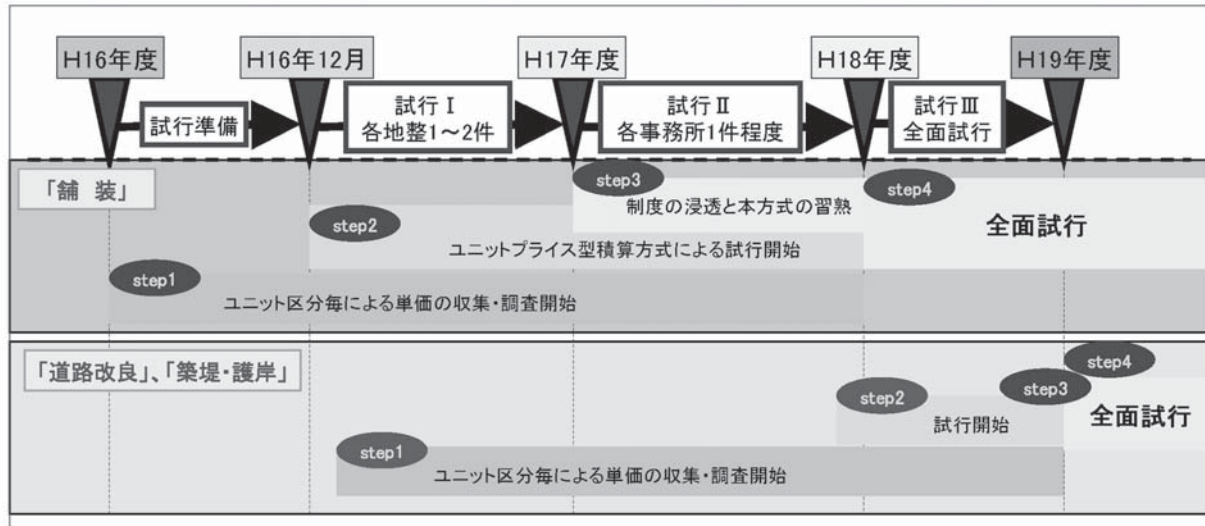 H16年度
H16年12月
H17年度
H18年度
H19年度
試行準備
試行Ⅰ
各地整1～2件
試行Ⅱ
各事務所1件程度
試行Ⅲ
全面試行
「舗 装」
step3
制度の浸透と本方式の習熟
step4
全面試行
step2
ユニットプライス型積算方式による試行開始
step1
ユニット区分毎による単価の収集・調査開始
「道路改良」、「築堤・護岸」
step4
step3
全面試行
step2
試行開始
step1
ユニット区分毎による単価の収集・調査開始